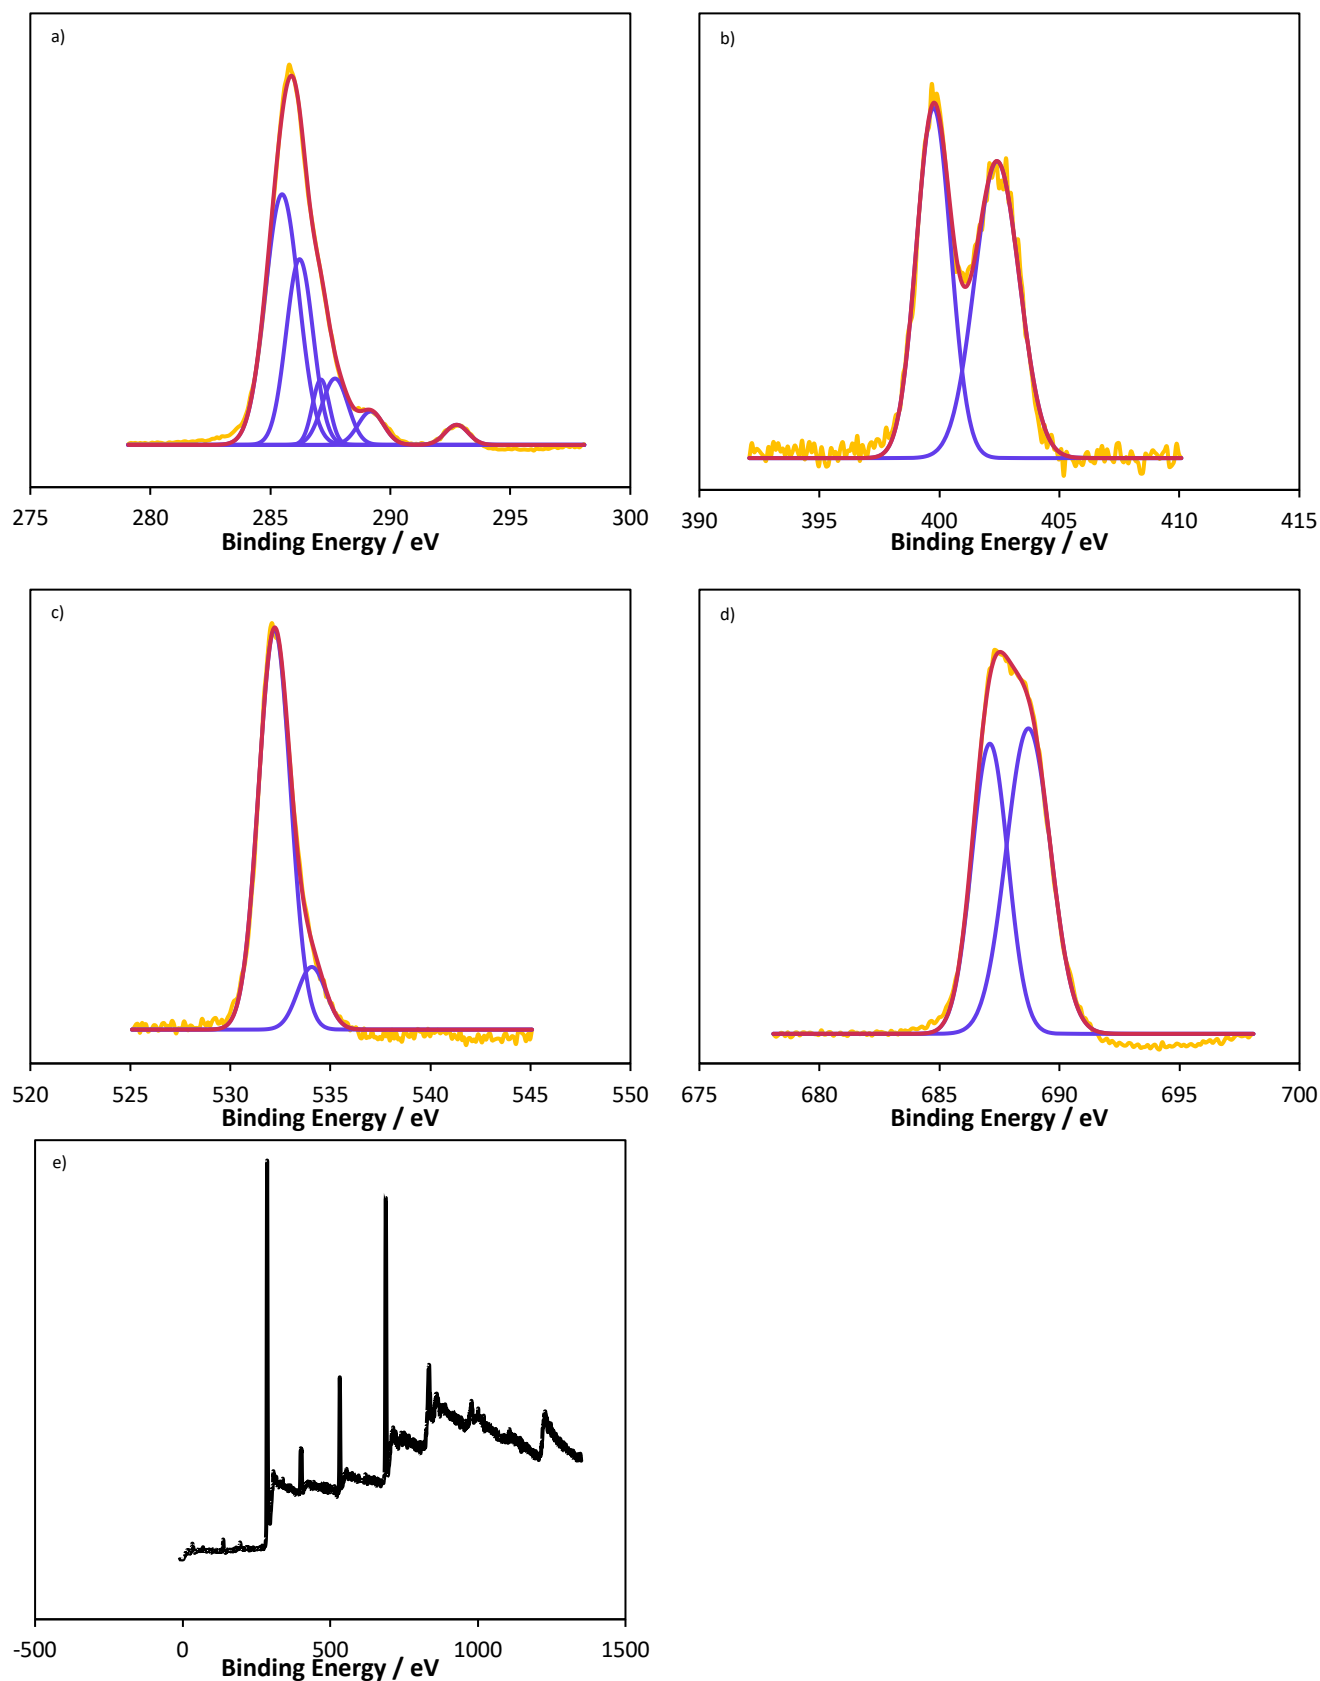 a)
275 280 285 290 295 300
Binding Energy / eV
b)
390 395 400 405 410 415
Binding Energy / eV
c)
520 525 530 535 540 545 550
Binding Energy / eV
d)
675 680 685 690 695 700
Binding Energy / eV
e)
-500 0 500 1000 1500
Binding Energy / eV